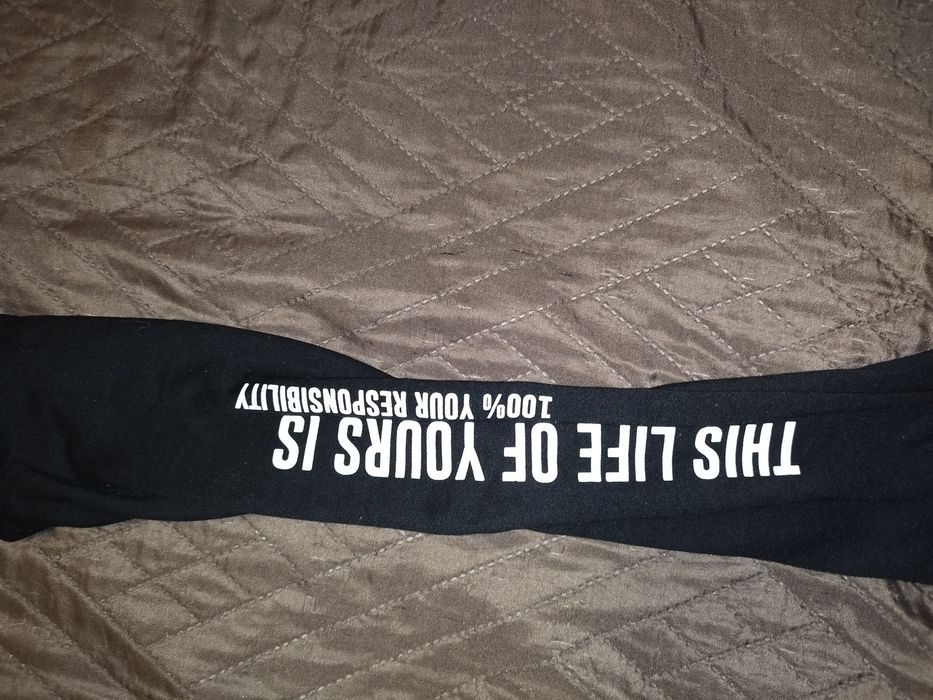 THIS LIFE OF YOURS IS
100% YOUR RESPONSIBILITY